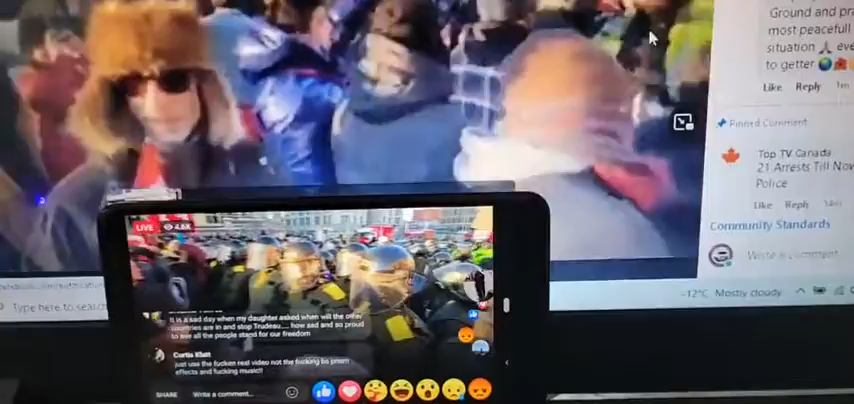 Ground and pra
most peacefull
situation 🙏 eve
to getter 🌎
Like Reply 1m
Pinned Comment
Top TV Canada
21 Arrests Till Now
Police
Like Reply 14m
Community Standards
Write a comment
-12°C Mostly cloudy
Type here to search
LIVE 4.6K
It is a sad day when my daughter asked when will the other
countries are in and stop Trudeau.... how sad and so proud
to see all the people stand for our freedom
Curtis Klatt
just use the fucken real video not the fucking bs prism
effects and fucking music!!
SHARE Write a comment...